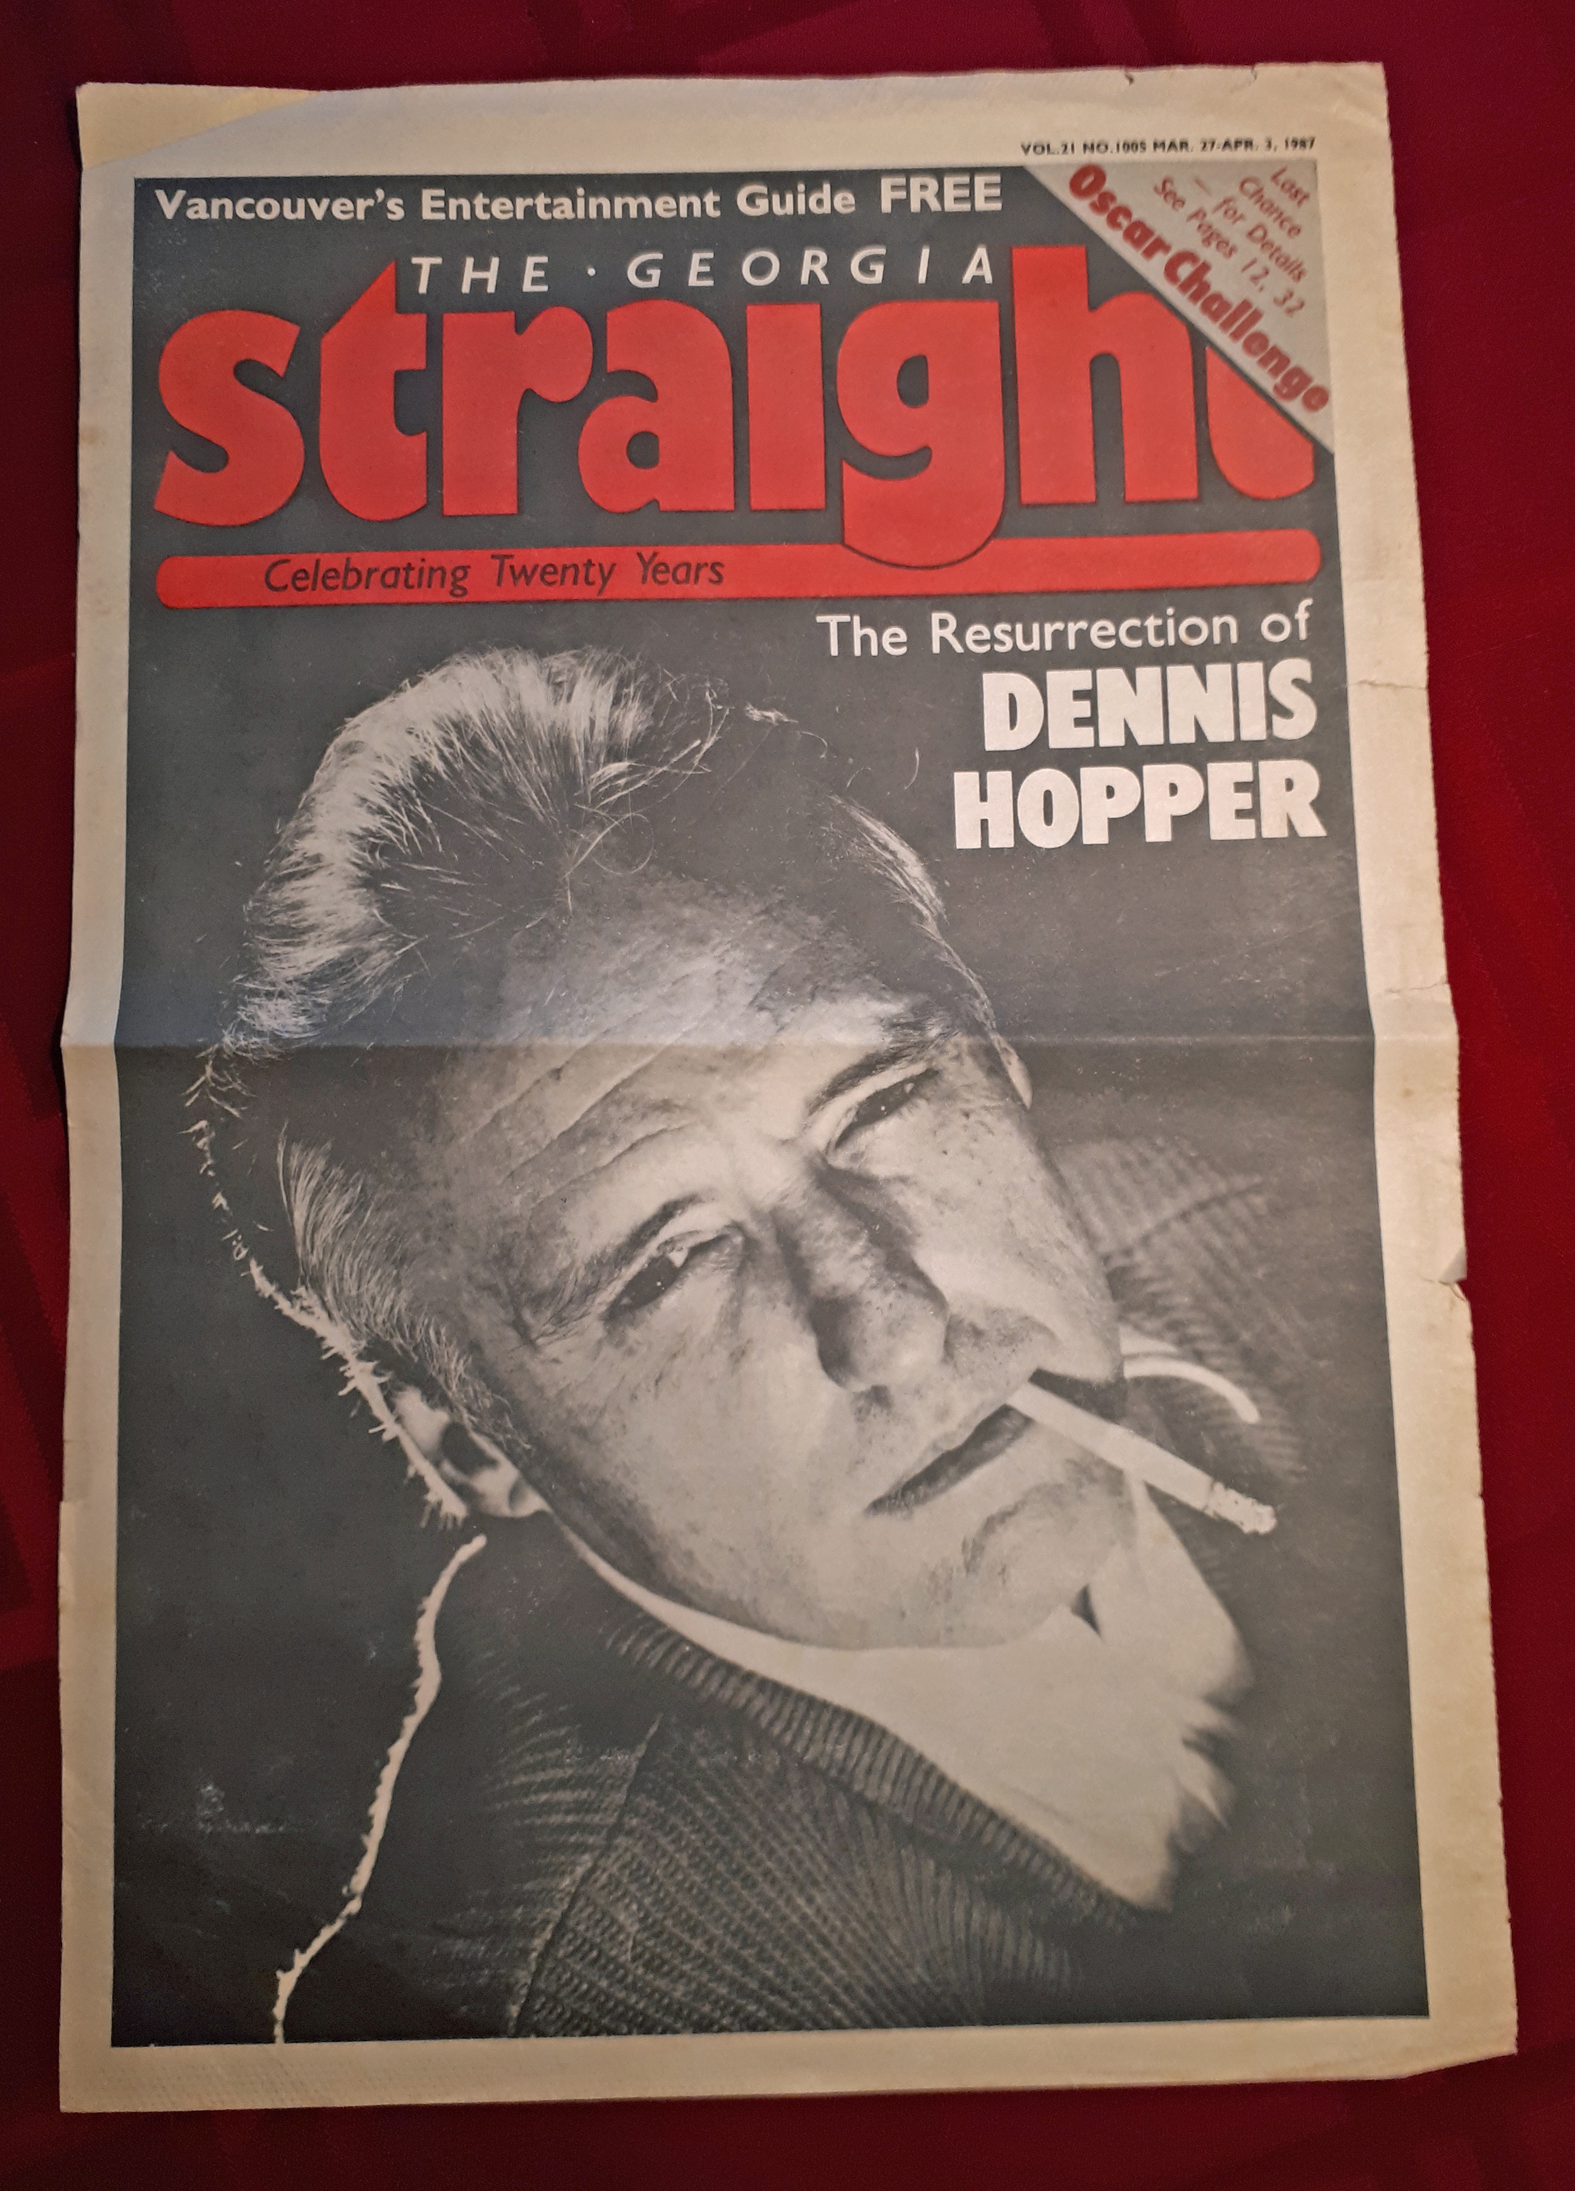 VOL.21 NO.1005 MAR. 27-APR. 3, 1987
Vancouver's Entertainment Guide FREE
Last
Chance
— for Details
See Pages 12, 32
Oscar Challenge
THE · GEORGIA
straight
Celebrating Twenty Years
The Resurrection of
DENNIS
HOPPER